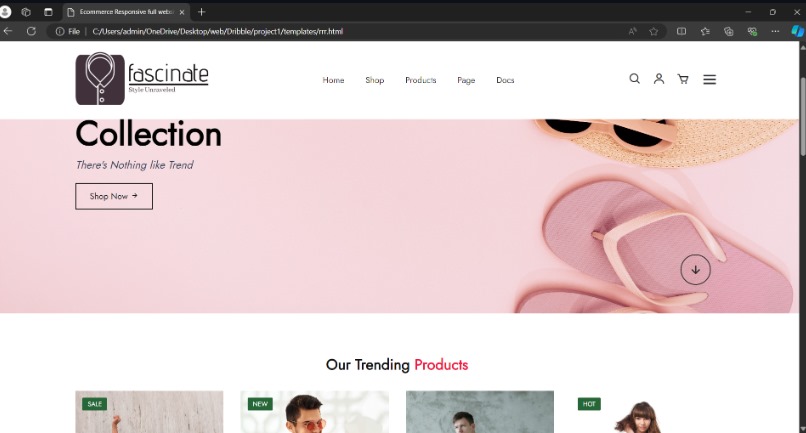 Ecommerce Responsive full webs
File
C:/Users/admin/OneDrive/Desktop/web/Dribble/project1/templates/rrr.html
fascinate
Style Unraveled
Home
Shop
Products
Page
Docs
Collection
There's Nothing like Trend
Shop Now →
Our Trending Products
SALE
NEW
HOT